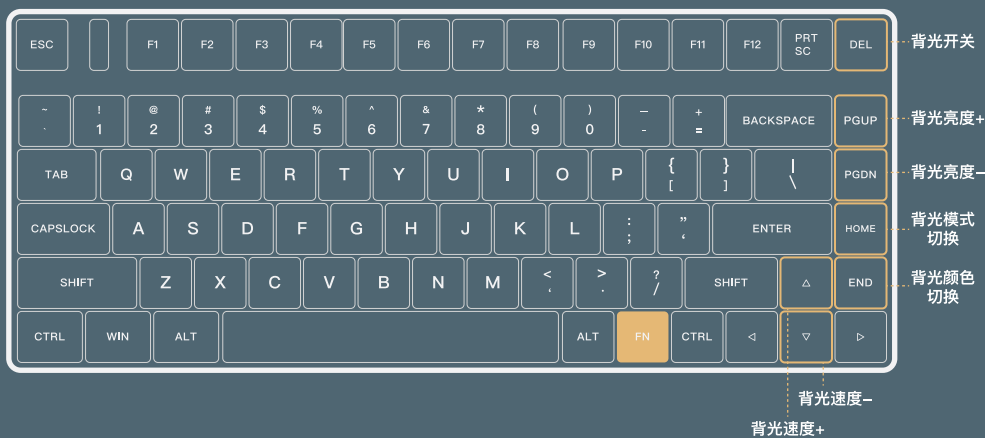 ESC F1 F2 F3 F4 F5 F6 F7 F8 F9 F10 F11 F12 PRT SC DEL 背光开关
~ ` ! 1 @ 2 # 3 $ 4 % 5 ^ 6 & 7 * 8 ( 9 ) 0 — - + = BACKSPACE PGUP 背光亮度+
TAB Q W E R T Y U I O P { [ } ] | \ PGDN 背光亮度–
CAPSLOCK A S D F G H J K L : ; ” ‘ ENTER HOME 背光模式
切换
SHIFT Z X C V B N M < ‘ > . ? / SHIFT △ END 背光颜色
切换
CTRL WIN ALT ALT FN CTRL ◁ ▽ ▷
背光速度–
背光速度+